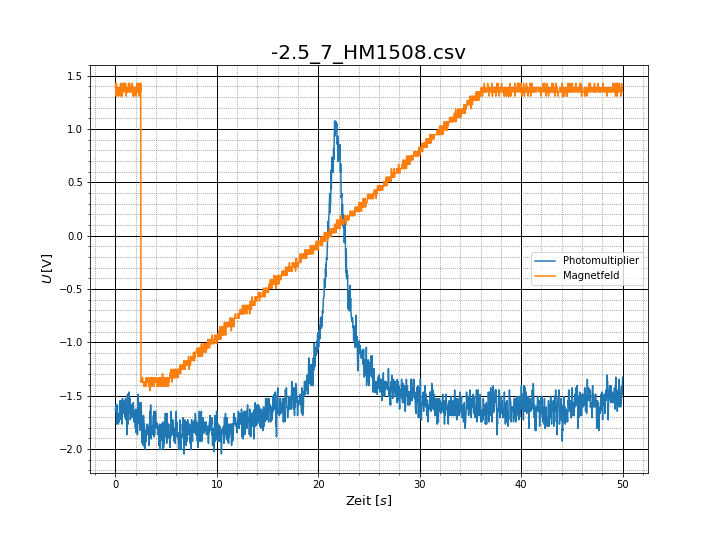 -2.5_7_HM1508.csv
1.5
1.0
0.5
0.0
−0.5
−1.0
−1.5
−2.0
U[V]
Photomultiplier
Magnetfeld
0 10 20 30 40 50
Zeit [s]